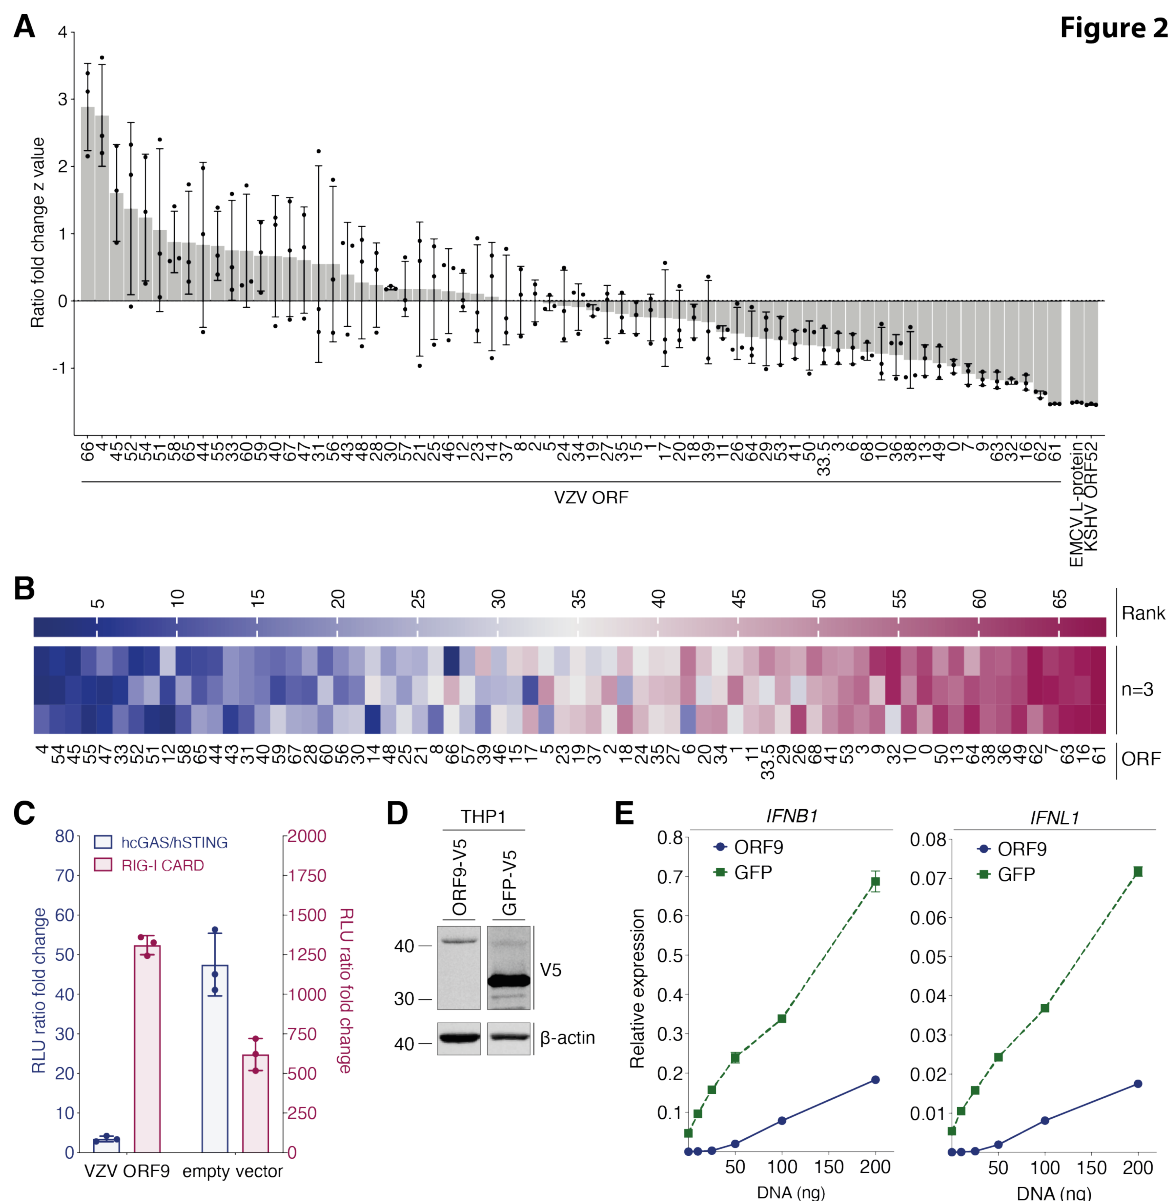 Figure 2
A
Ratio fold change z value
4
3
2
1
0
-1
66 4 45 52 54 51 58 65 44 55 33 60 59 40 67 47 31 56 43 48 28 30 57 21 25 46 12 23 14 37 8 2 5 24 34 19 27 35 15 1 17 20 18 39 11 26 64 29 53 41 50 33.5 3 6 68 10 36 38 13 49 0 7 9 63 32 16 62 61 EMCV L-protein KSHV ORF52
VZV ORF
B
5 10 15 20 25 30 35 40 45 50 55 60 65
Rank
n=3
4 54 45 55 47 33 52 51 12 58 65 44 43 31 40 59 67 28 60 56 30 14 48 25 21 8 66 57 39 46 15 17 5 23 19 37 2 18 24 35 27 6 20 34 1 11 33.5 29 26 68 41 53 3 9 32 10 0 50 13 64 38 36 49 62 7 63 16 61
ORF
C
RLU ratio fold change
80
70
60
50
40
30
20
10
0
hcGAS/hSTING
RIG-I CARD
2000
1750
1500
1250
1000
750
500
250
0
RLU ratio fold change
VZV ORF9
empty vector
D
THP1
ORF9-V5
GFP-V5
40
30
V5
40
β-actin
E
IFNB1
Relative expression
0.8
0.7
0.6
0.5
0.4
0.3
0.2
0.1
ORF9
GFP
50 100 150 200
DNA (ng)
IFNL1
0.08
0.07
0.06
0.05
0.04
0.03
0.02
0.01
ORF9
GFP
50 100 150 200
DNA (ng)